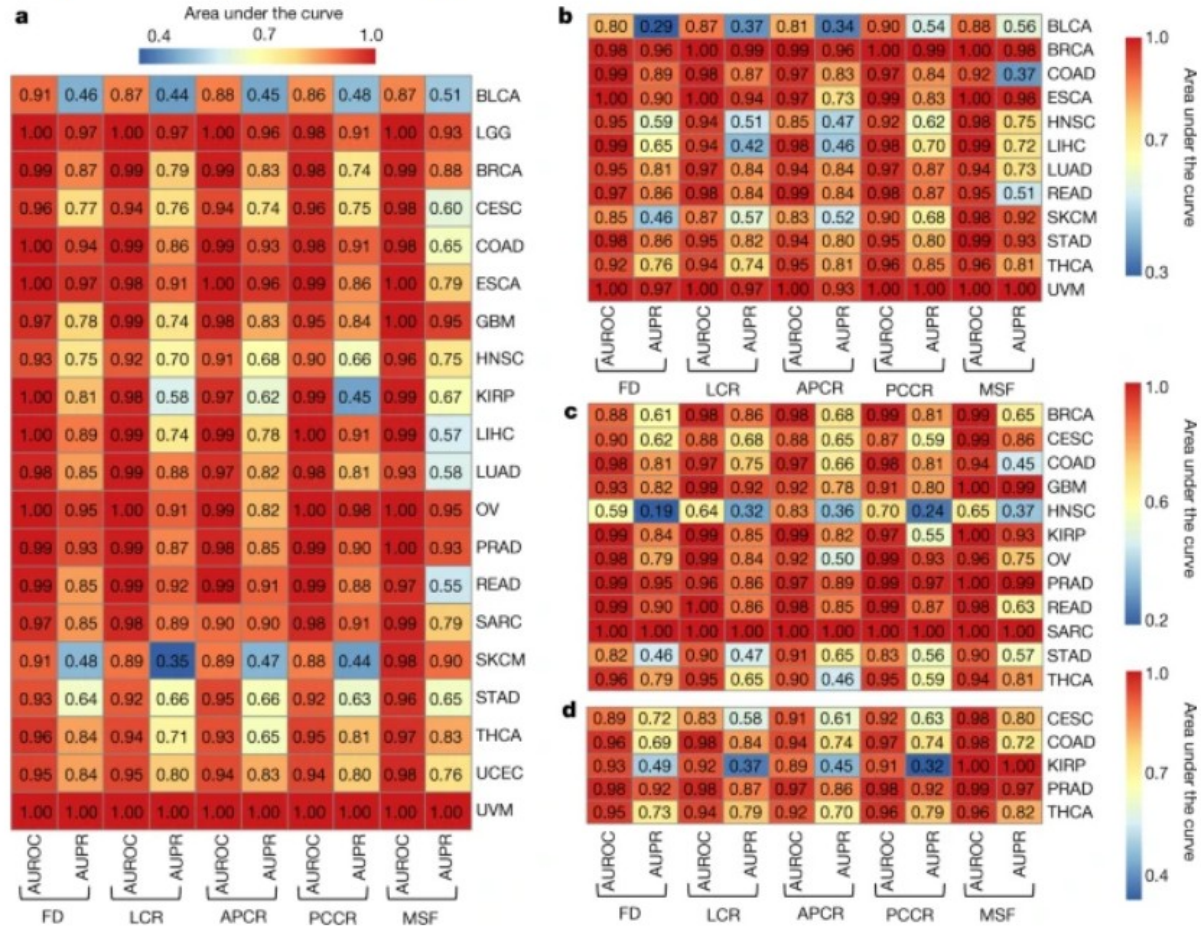 a
Area under the curve
0.4 0.7 1.0
0.91 0.46 0.87 0.44 0.88 0.45 0.86 0.48 0.87 0.51 BLCA
1.00 0.97 1.00 0.97 1.00 0.96 0.98 0.91 1.00 0.93 LGG
0.99 0.87 0.99 0.79 0.99 0.83 0.98 0.74 0.99 0.88 BRCA
0.96 0.77 0.94 0.76 0.94 0.74 0.96 0.75 0.98 0.60 CESC
1.00 0.94 0.99 0.86 0.99 0.93 0.98 0.91 0.98 0.65 COAD
1.00 0.97 0.98 0.91 1.00 0.96 0.99 0.86 1.00 0.79 ESCA
0.97 0.78 0.99 0.74 0.98 0.83 0.95 0.84 1.00 0.95 GBM
0.93 0.75 0.92 0.70 0.91 0.68 0.90 0.66 0.96 0.75 HNSC
1.00 0.81 0.98 0.58 0.97 0.62 0.99 0.45 0.99 0.67 KIRP
1.00 0.89 0.99 0.74 0.99 0.78 1.00 0.91 0.99 0.57 LIHC
0.98 0.85 0.99 0.88 0.97 0.82 0.98 0.81 0.93 0.58 LUAD
1.00 0.95 1.00 0.91 0.99 0.82 1.00 0.98 1.00 0.95 OV
0.99 0.93 0.99 0.87 0.98 0.85 0.99 0.90 1.00 0.93 PRAD
0.99 0.85 0.99 0.92 0.99 0.91 0.99 0.88 0.97 0.55 READ
0.97 0.85 0.98 0.89 0.90 0.90 0.98 0.91 0.99 0.79 SARC
0.91 0.48 0.89 0.35 0.89 0.47 0.88 0.44 0.98 0.90 SKCM
0.93 0.64 0.92 0.66 0.95 0.66 0.92 0.63 0.96 0.65 STAD
0.96 0.84 0.94 0.71 0.93 0.65 0.95 0.81 0.97 0.83 THCA
0.95 0.84 0.95 0.80 0.94 0.83 0.94 0.80 0.98 0.76 UCEC
1.00 1.00 1.00 1.00 1.00 1.00 1.00 1.00 1.00 1.00 UVM
AUROC AUPR AUROC AUPR AUROC AUPR AUROC AUPR AUROC AUPR
FD LCR APCR PCCR MSF
b
0.80 0.29 0.87 0.37 0.81 0.34 0.90 0.54 0.88 0.56 BLCA
0.98 0.96 1.00 0.99 0.99 0.96 1.00 0.99 1.00 0.98 BRCA
0.99 0.89 0.98 0.87 0.97 0.83 0.97 0.84 0.92 0.37 COAD
1.00 0.90 1.00 0.94 0.97 0.73 0.99 0.83 1.00 0.98 ESCA
0.95 0.59 0.94 0.51 0.85 0.47 0.92 0.62 0.98 0.75 HNSC
0.99 0.65 0.94 0.42 0.98 0.46 0.98 0.70 0.99 0.72 LIHC
0.95 0.81 0.97 0.84 0.94 0.84 0.97 0.87 0.94 0.73 LUAD
0.97 0.86 0.98 0.84 0.99 0.84 0.98 0.87 0.95 0.51 READ
0.85 0.46 0.87 0.57 0.83 0.52 0.90 0.68 0.98 0.92 SKCM
0.98 0.86 0.95 0.82 0.94 0.80 0.95 0.80 0.99 0.93 STAD
0.92 0.76 0.94 0.74 0.95 0.81 0.96 0.85 0.96 0.81 THCA
1.00 0.97 1.00 0.97 1.00 0.93 1.00 1.00 1.00 1.00 UVM
AUROC AUPR AUROC AUPR AUROC AUPR AUROC AUPR AUROC AUPR
FD LCR APCR PCCR MSF
1.0
0.7
0.3
Area under the curve
c
0.88 0.61 0.98 0.86 0.98 0.68 0.99 0.81 0.99 0.65 BRCA
0.90 0.62 0.88 0.68 0.88 0.65 0.87 0.59 0.99 0.86 CESC
0.98 0.81 0.97 0.75 0.97 0.66 0.98 0.81 0.94 0.45 COAD
0.93 0.82 0.99 0.92 0.92 0.78 0.91 0.80 1.00 0.99 GBM
0.59 0.19 0.64 0.32 0.83 0.36 0.70 0.24 0.65 0.37 HNSC
0.99 0.84 0.99 0.85 0.99 0.82 0.97 0.55 1.00 0.93 KIRP
0.98 0.79 0.99 0.84 0.92 0.50 0.99 0.93 0.96 0.75 OV
0.99 0.95 0.96 0.86 0.97 0.89 0.99 0.97 1.00 0.99 PRAD
0.99 0.90 1.00 0.86 0.98 0.85 0.99 0.87 0.98 0.63 READ
1.00 1.00 1.00 1.00 1.00 1.00 1.00 1.00 1.00 1.00 SARC
0.82 0.46 0.90 0.47 0.91 0.65 0.83 0.56 0.90 0.57 STAD
0.96 0.79 0.95 0.65 0.90 0.46 0.95 0.59 0.94 0.81 THCA
1.0
0.6
0.2
Area under the curve
d
0.89 0.72 0.83 0.58 0.91 0.61 0.92 0.63 0.98 0.80 CESC
0.96 0.69 0.98 0.84 0.94 0.74 0.97 0.74 0.98 0.72 COAD
0.93 0.49 0.92 0.37 0.89 0.45 0.91 0.32 1.00 1.00 KIRP
0.98 0.92 0.98 0.87 0.97 0.86 0.98 0.92 0.99 0.97 PRAD
0.95 0.73 0.94 0.79 0.92 0.70 0.96 0.79 0.96 0.82 THCA
AUROC AUPR AUROC AUPR AUROC AUPR AUROC AUPR AUROC AUPR
FD LCR APCR PCCR MSF
1.0
0.7
0.4
Area under the curve